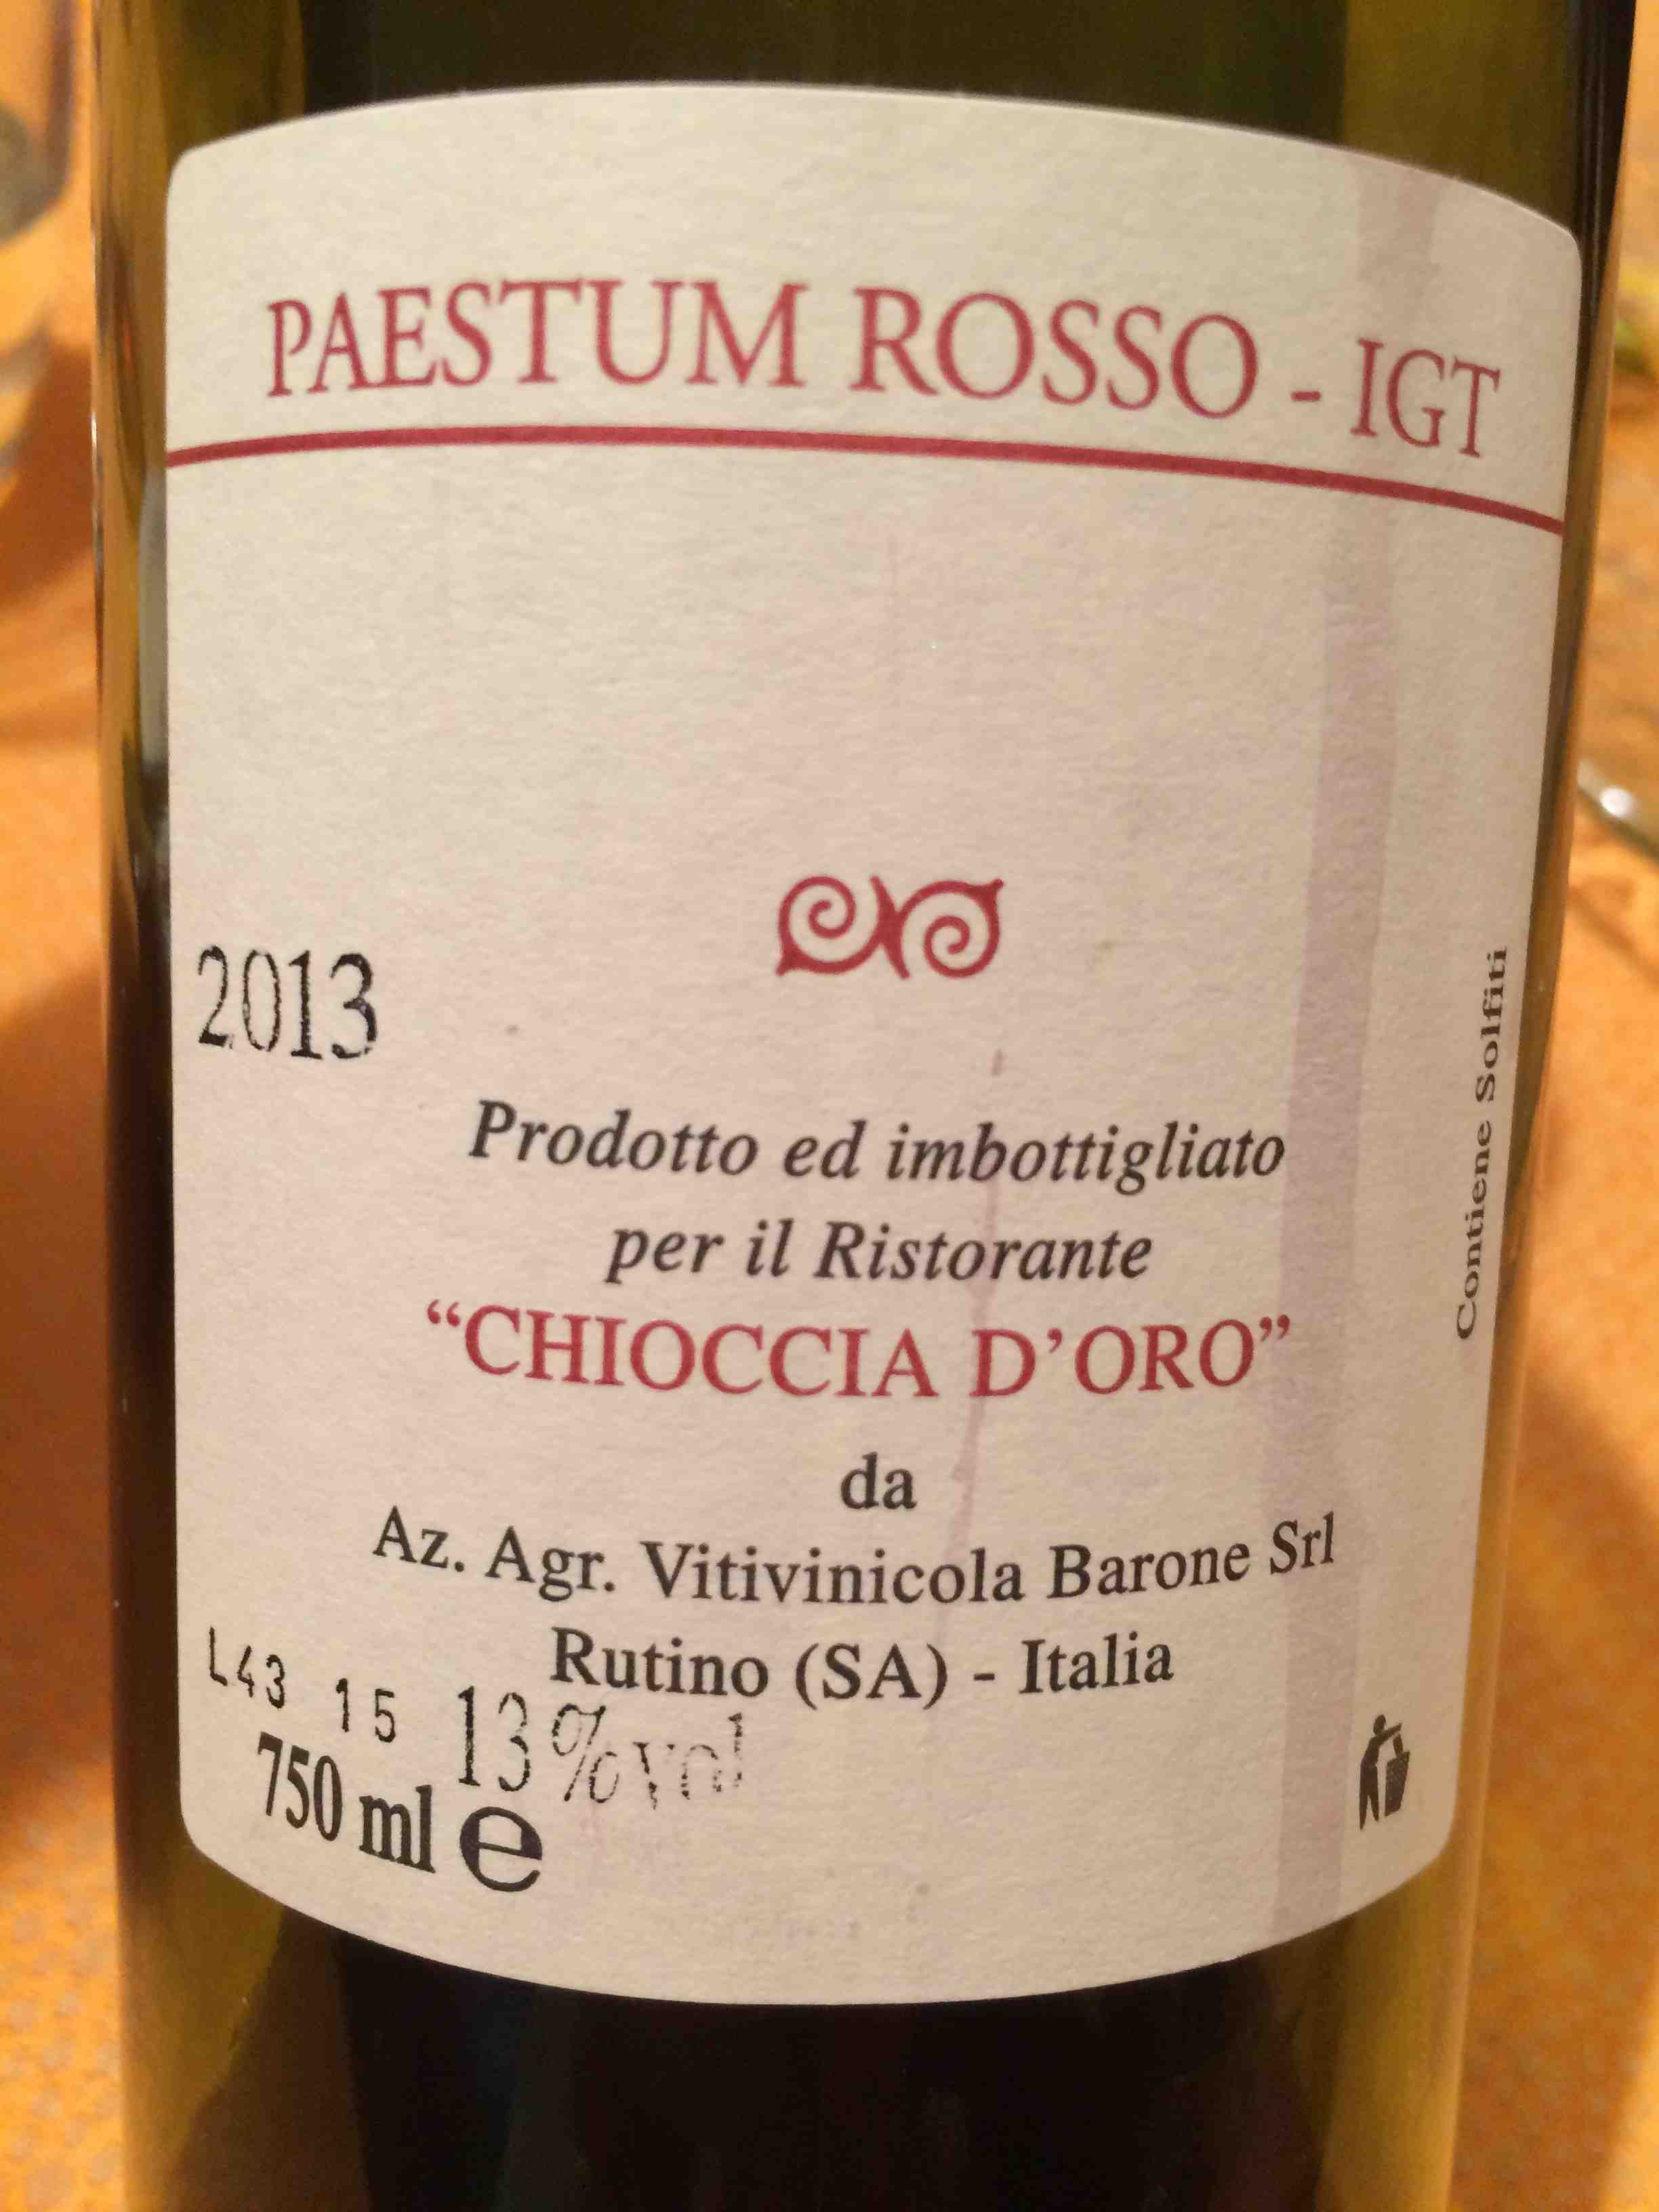 PAESTUM ROSSO - IGT
2013
Prodotto ed imbottigliato
per il Ristorante
“CHIOCCIA D’ORO”
da
Az. Agr. Vitivinicola Barone Srl
Rutino (SA) - Italia
L43 15 13%vol
750 ml e
Contiene Solfiti